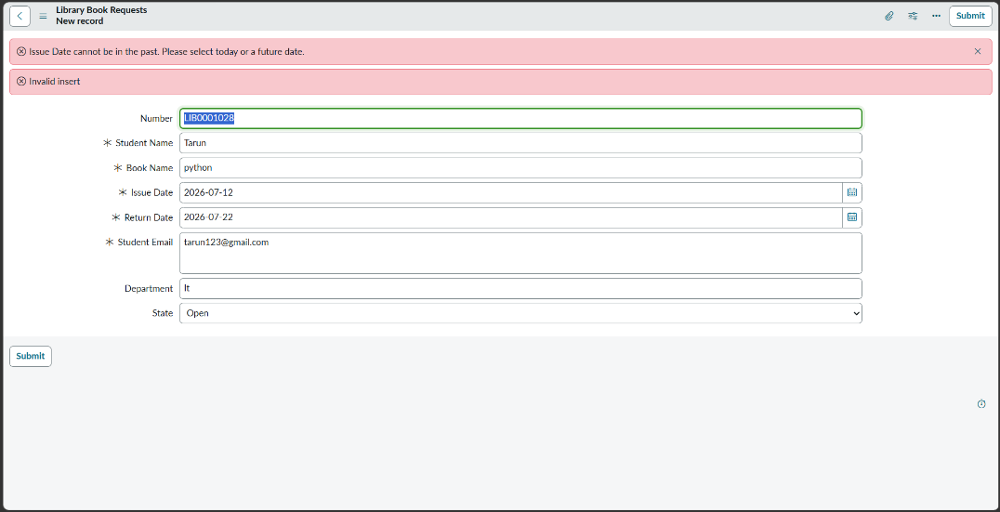 Library Book Requests
New record
Submit
Issue Date cannot be in the past. Please select today or a future date.
Invalid insert
Number LIB0001028
Student Name Tarun
Book Name python
Issue Date 2026-07-12
Return Date 2026-07-22
Student Email tarun123@gmail.com
Department It
State Open
Submit